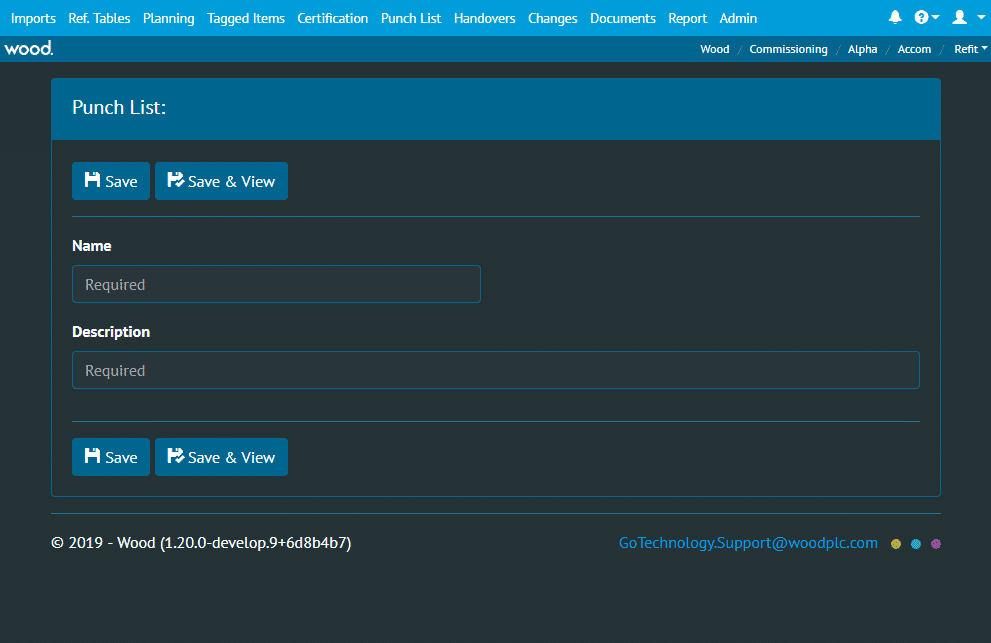 Imports Ref. Tables Planning Tagged Items Certification Punch List Handovers Changes Documents Report Admin
wood. Wood / Commissioning / Alpha / Accom / Refit
Punch List:
Save Save & View
Name
Required
Description
Required
Save Save & View
© 2019 - Wood (1.20.0-develop.9+6d8b4b7) GoTechnology.Support@woodplc.com